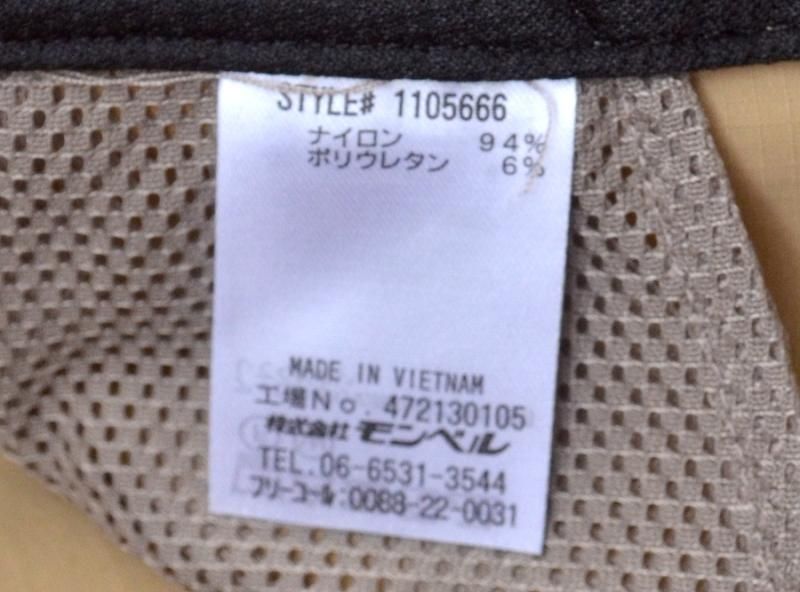 STYLE# 1105666
ナイロン 94%
ポリウレタン 6%
MADE IN VIETNAM
工場No. 472130105
株式会社 モンベル
TEL.06-6531-3544
フリーコール:0088-22-0031